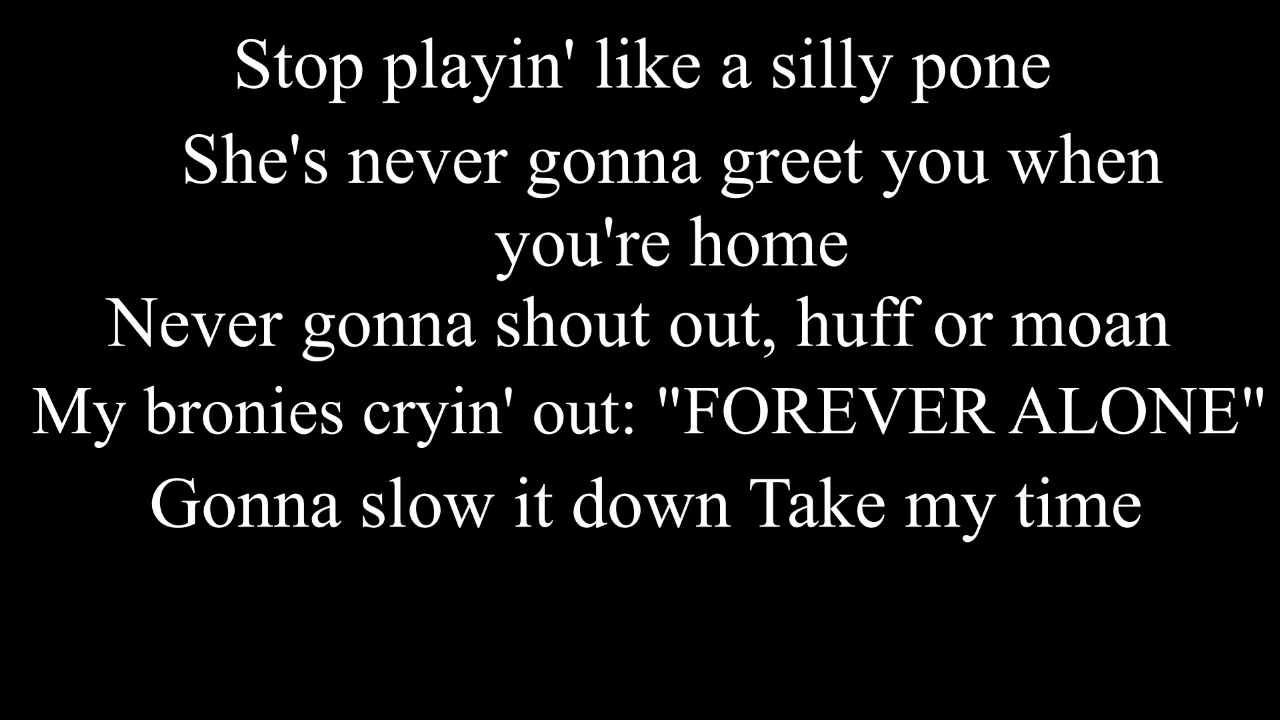 Stop playin' like a silly pone
She's never gonna greet you when
you're home
Never gonna shout out, huff or moan
My bronies cryin' out: "FOREVER ALONE"
Gonna slow it down Take my time